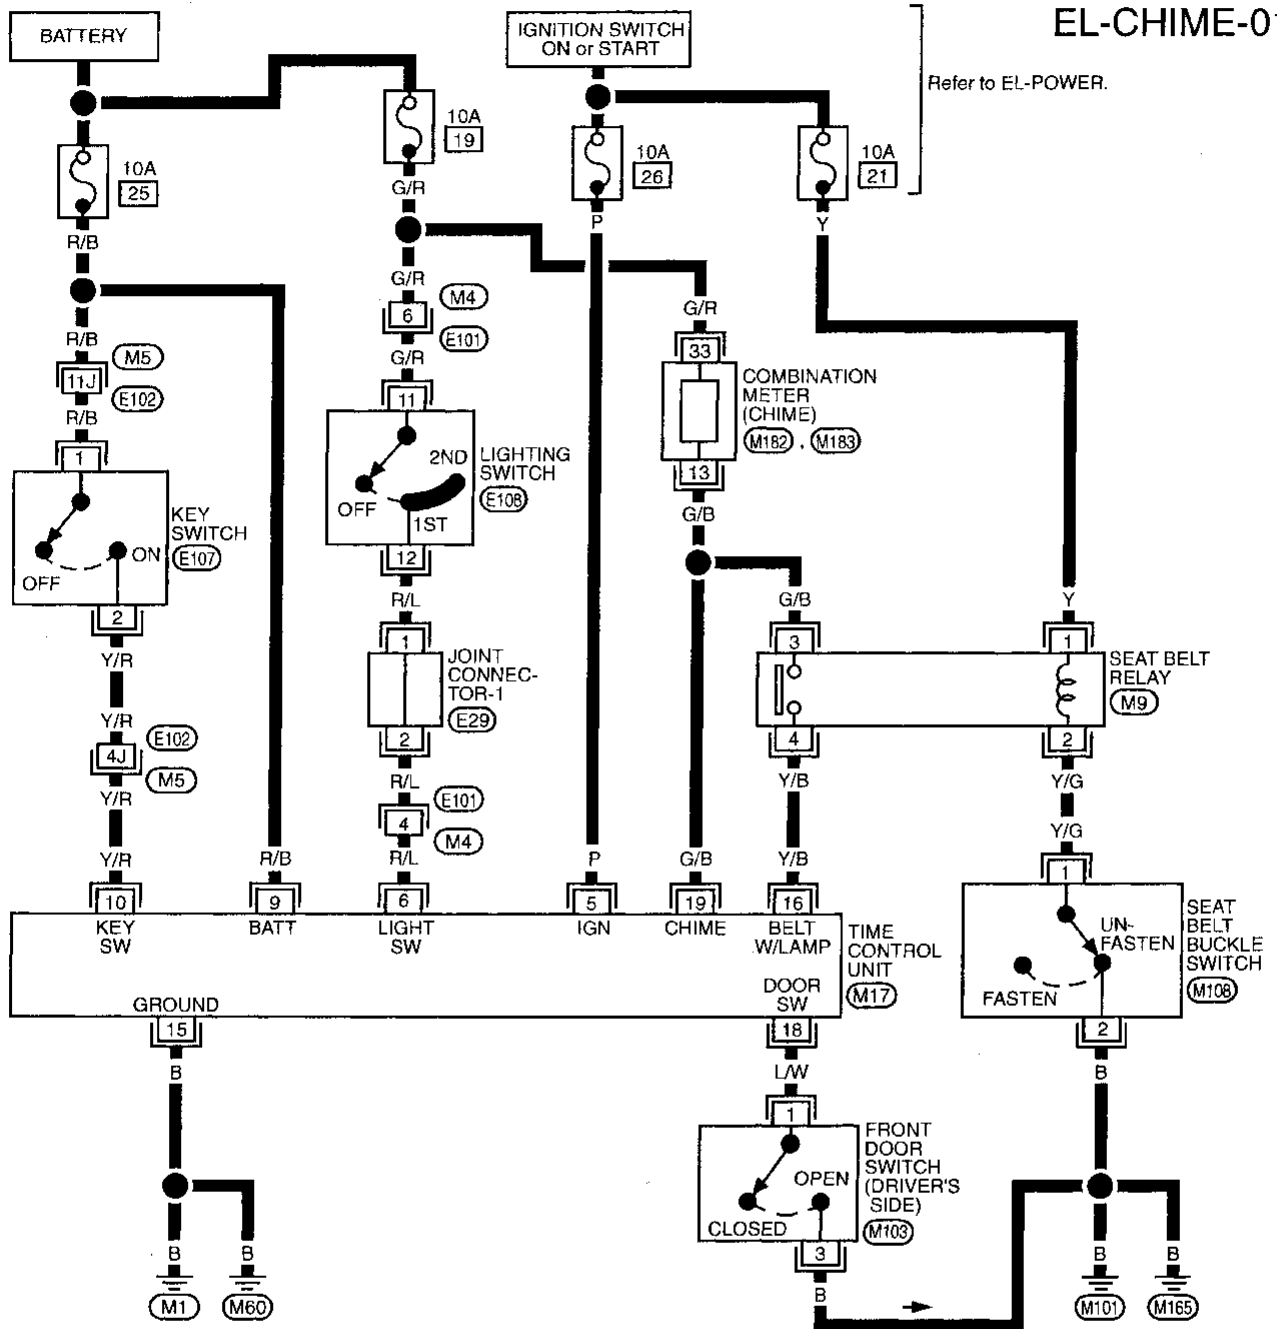 EL-CHIME-0
BATTERY
IGNITION SWITCH
ON or START
Refer to EL-POWER.
10A
19
10A
25
10A
26
10A
21
G/R
P
Y
R/B
G/R
M4
6
E101
G/R
G/R
33
R/B
M5
11J
E102
R/B
1
11
COMBINATION
METER
(CHIME)
M182 , M183
13
G/B
2ND
OFF
1ST
LIGHTING
SWITCH
E108
12
KEY
SWITCH
E107
ON
OFF
2
Y/R
R/L
1
JOINT
CONNEC-
TOR-1
E29
2
G/B
3
Y
1
SEAT BELT
RELAY
M9
4
2
Y/R
E102
4J
M5
Y/R
R/L
E101
4
M4
Y/B
Y/G
Y/G
1
Y/R
R/B
R/L
P
G/B
Y/B
10
9
6
5
19
16
KEY
SW
BATT
LIGHT
SW
IGN
CHIME
BELT
W/LAMP
TIME
CONTROL
UNIT
M17
DOOR
SW
GROUND
15
18
UN-
FASTEN
FASTEN
SEAT
BELT
BUCKLE
SWITCH
M108
2
B
L/W
B
1
FRONT
DOOR
SWITCH
(DRIVER'S
SIDE)
M103
OPEN
CLOSED
3
B
B
B
B
B
M1
M60
M101
M165